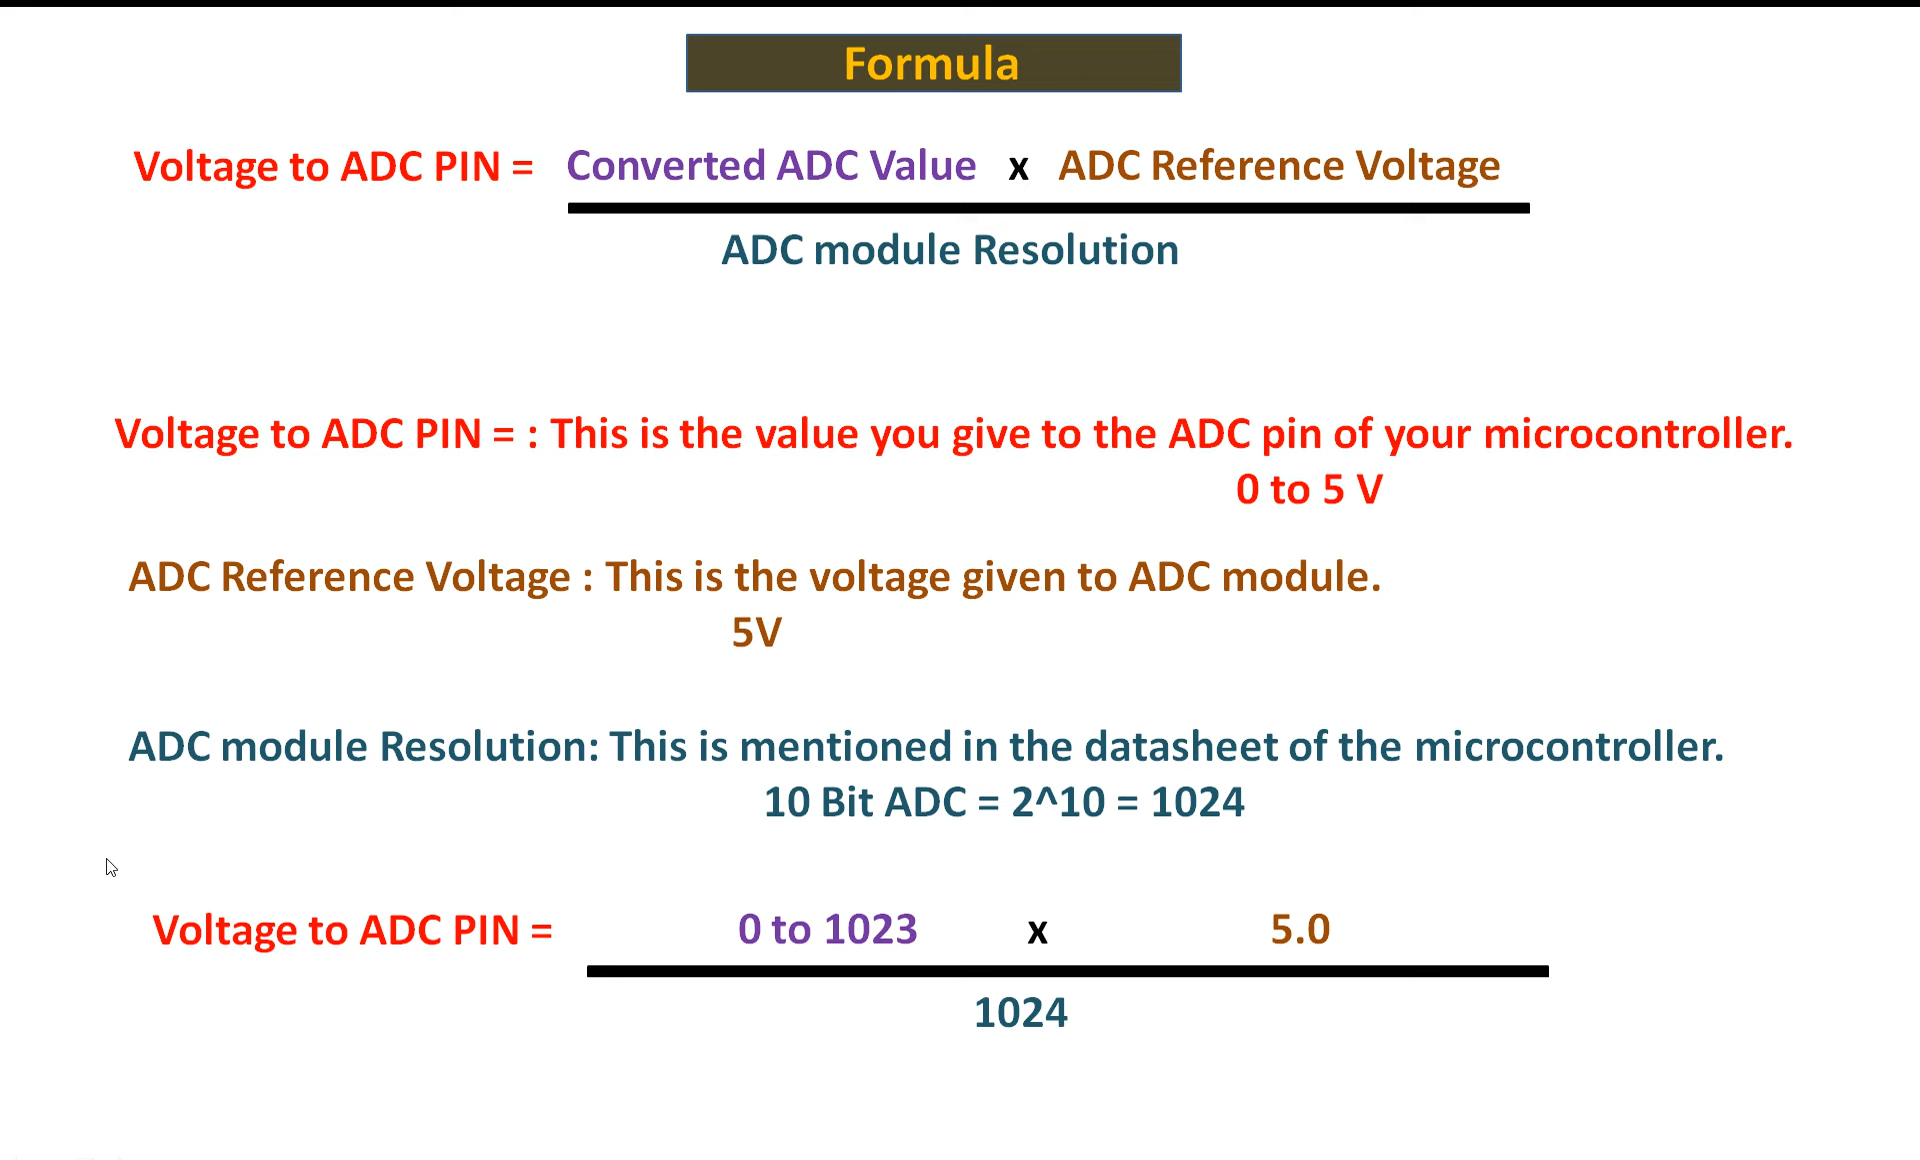 Formula
Voltage to ADC PIN = Converted ADC Value x ADC Reference Voltage
ADC module Resolution
Voltage to ADC PIN = : This is the value you give to the ADC pin of your microcontroller.
0 to 5 V
ADC Reference Voltage : This is the voltage given to ADC module.
5V
ADC module Resolution: This is mentioned in the datasheet of the microcontroller.
10 Bit ADC = 2^10 = 1024
Voltage to ADC PIN = 0 to 1023 x 5.0
1024